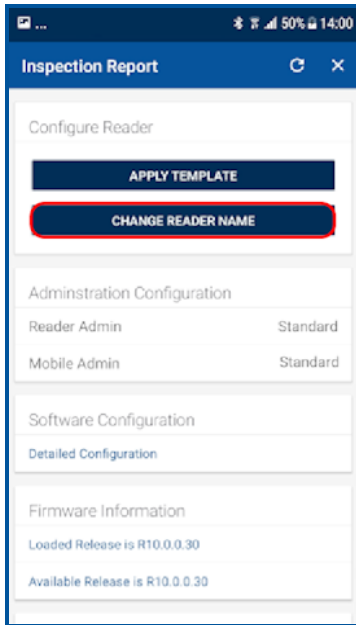 ... 50% 14:00
Inspection Report
Configure Reader
APPLY TEMPLATE
CHANGE READER NAME
Adminstration Configuration
Reader Admin Standard
Mobile Admin Standard
Software Configuration
Detailed Configuration
Firmware Information
Loaded Release is R10.0.0.30
Available Release is R10.0.0.30